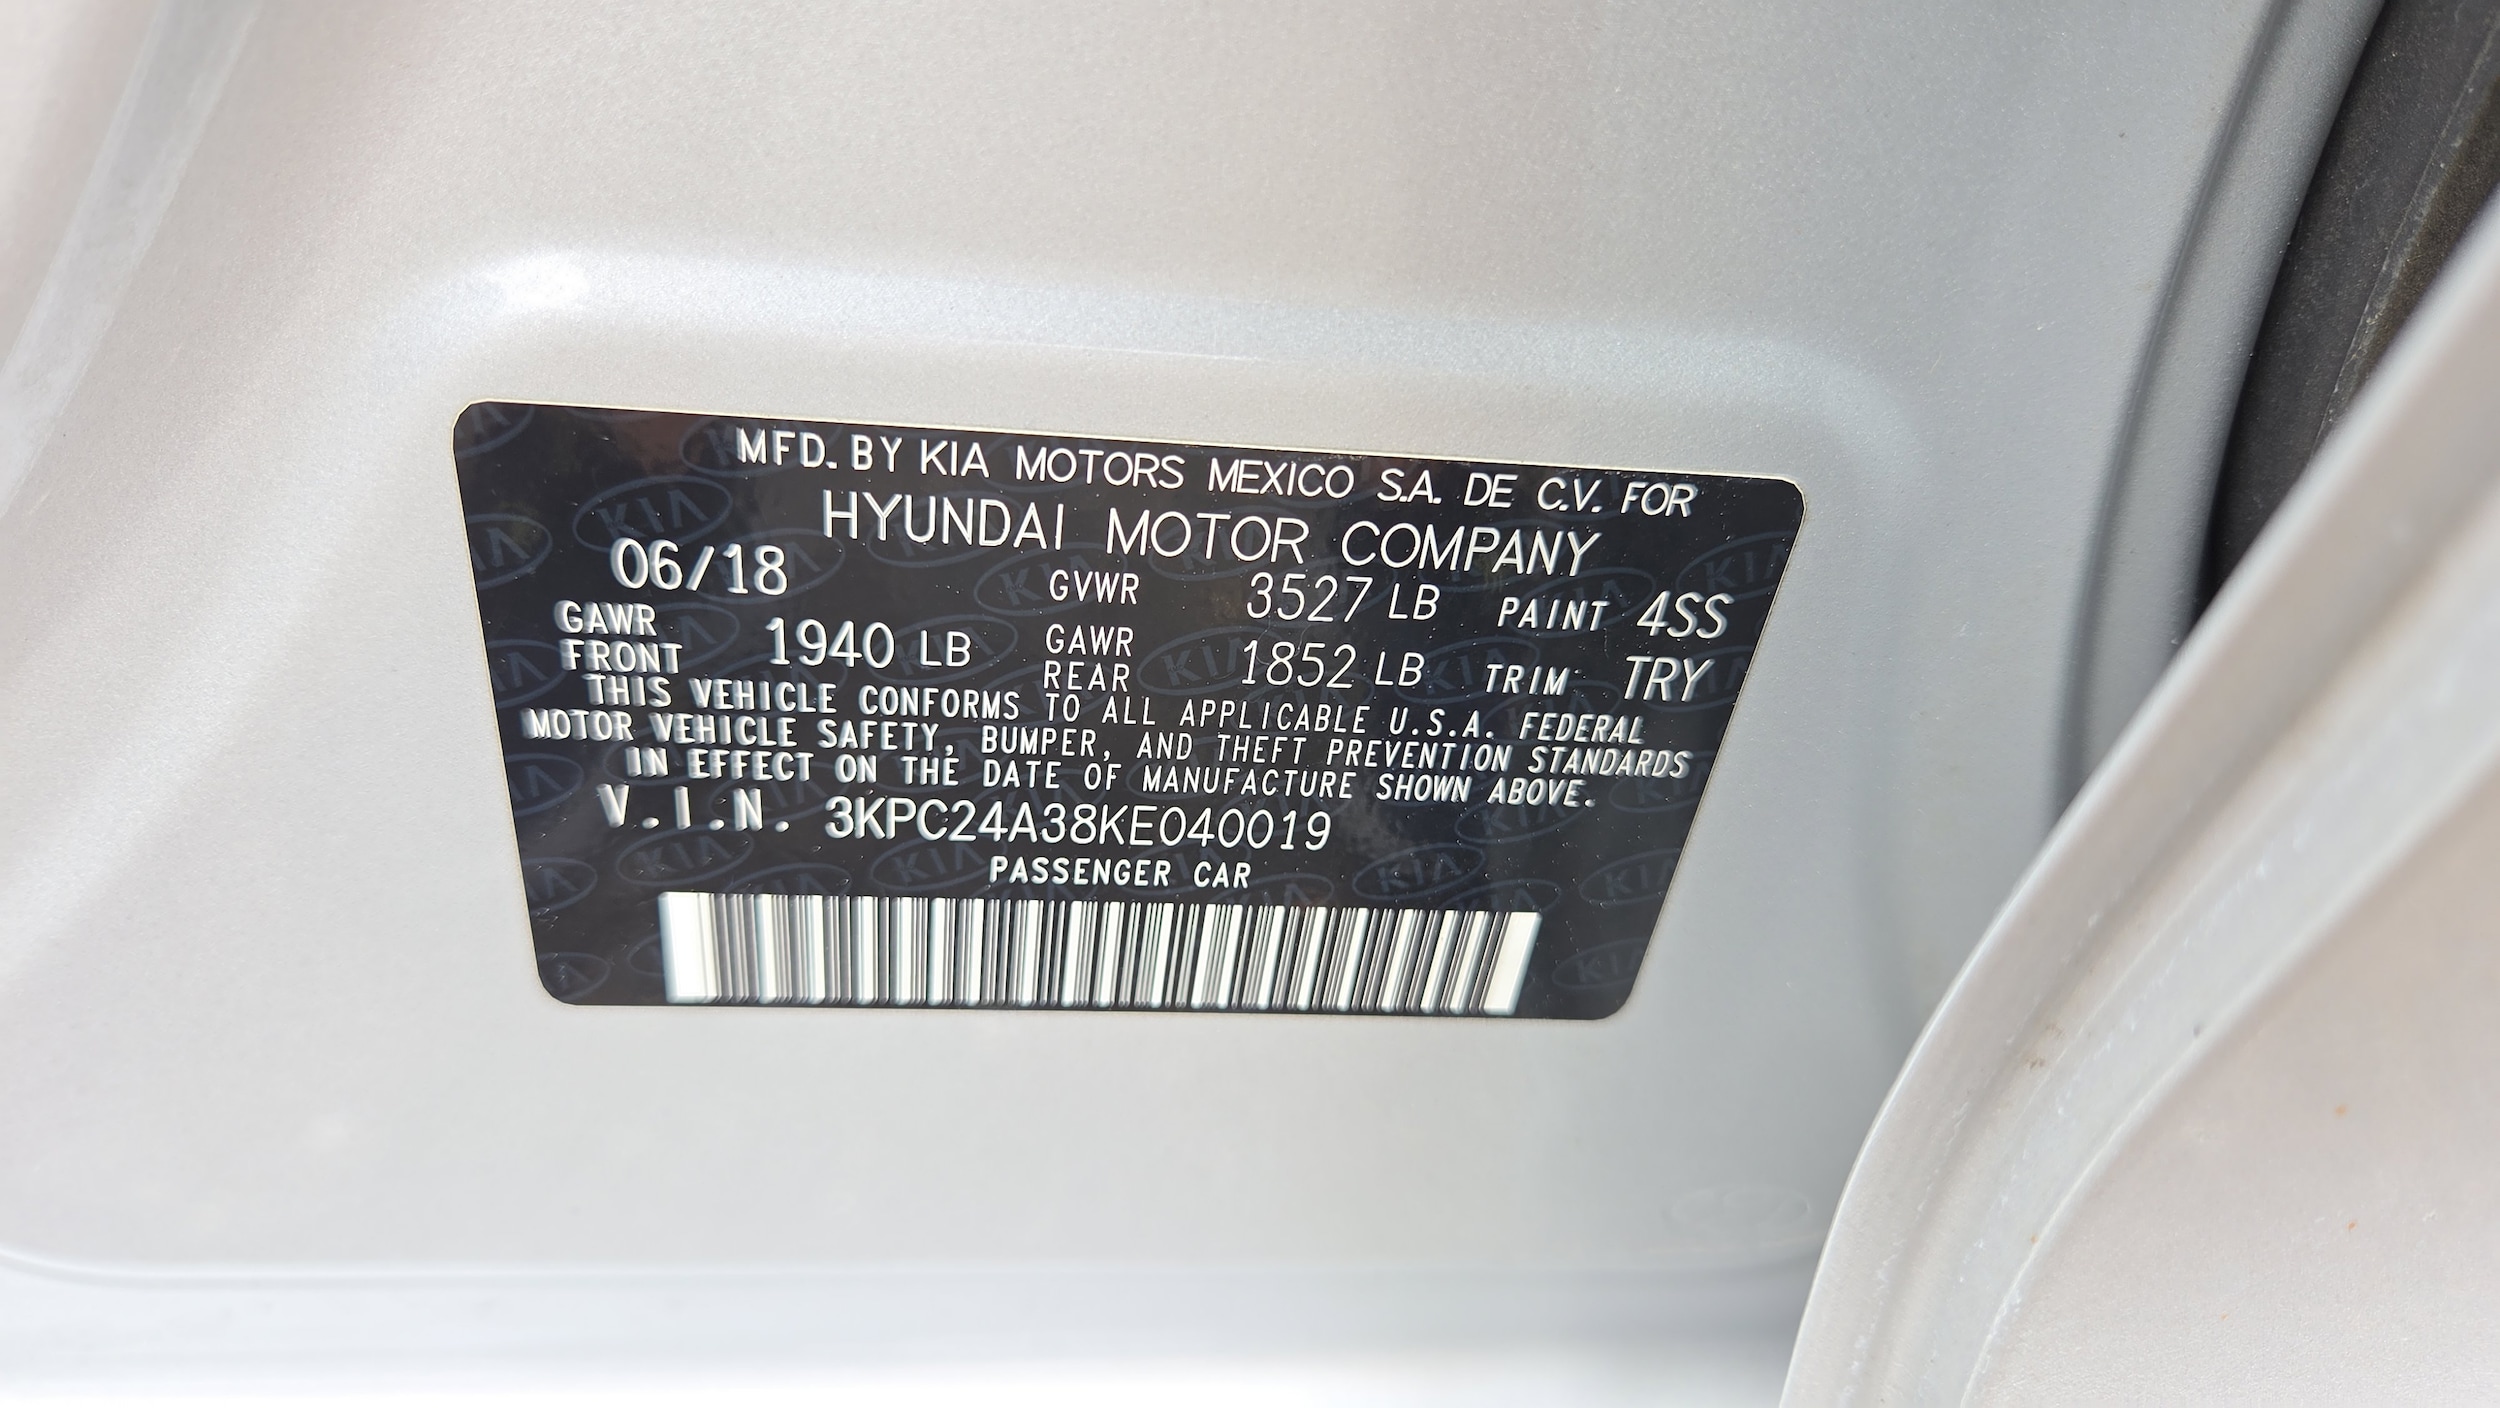 MFD. BY KIA MOTORS MEXICO S.A. DE C.V. FOR
HYUNDAI MOTOR COMPANY
06/18 GVWR 3527 LB PAINT 4SS
GAWR FRONT 1940 LB GAWR REAR 1852 LB TRIM TRY
THIS VEHICLE CONFORMS TO ALL APPLICABLE U.S.A. FEDERAL
MOTOR VEHICLE SAFETY, BUMPER, AND THEFT PREVENTION STANDARDS
IN EFFECT ON THE DATE OF MANUFACTURE SHOWN ABOVE.
V.I.N. 3KPC24A38KE040019
PASSENGER CAR